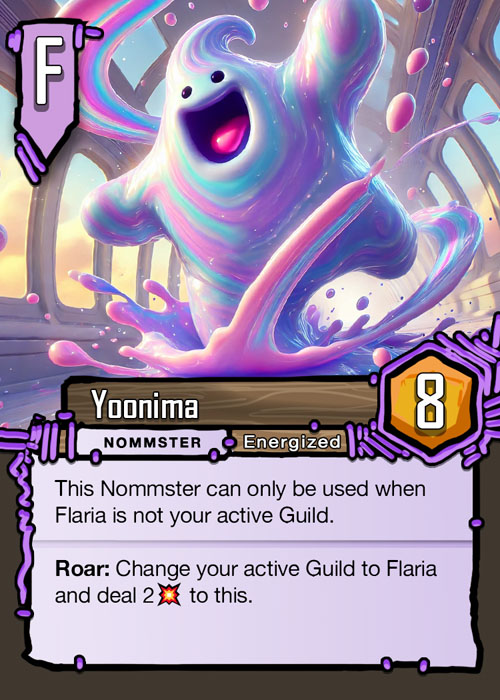 F
Yoonima
8
NOMMSTER
Energized
This Nommster can only be used when
Flaria is not your active Guild.
Roar: Change your active Guild to Flaria
and deal 2💥 to this.